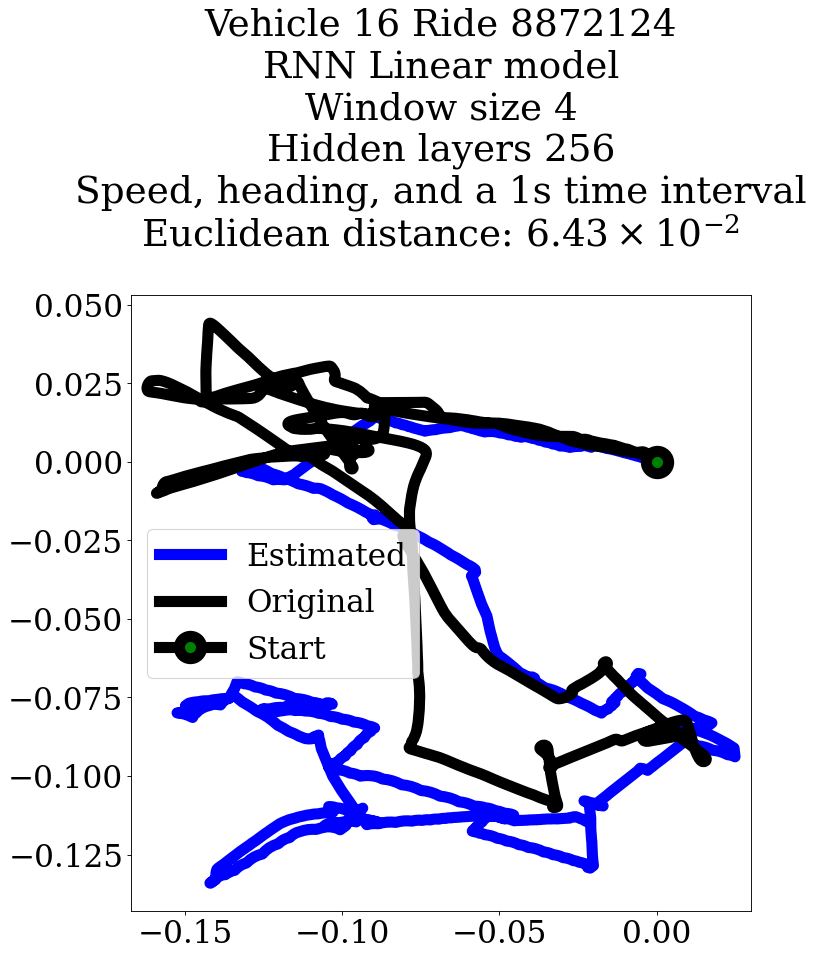 Vehicle 16 Ride 8872124
RNN Linear model
Window size 4
Hidden layers 256
Speed, heading, and a 1s time interval
Euclidean distance: 6.43 × 10⁻²
0.050
0.025
0.000
−0.025
−0.050
−0.075
−0.100
−0.125
Estimated
Original
Start
−0.15 −0.10 −0.05 0.00